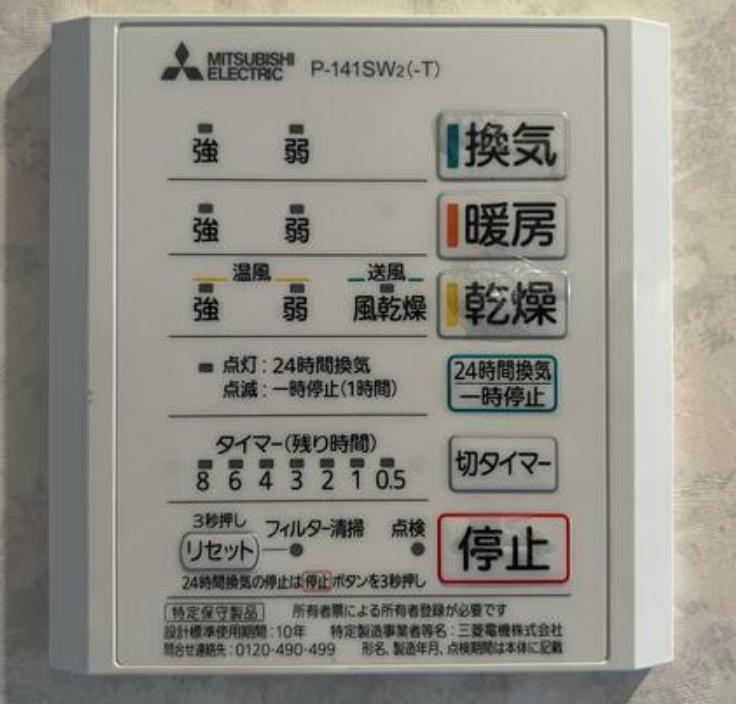 MITSUBISHI
ELECTRIC
P-141SW2(-T)
強 弱 換気
強 弱 暖房
温風 送風
強 弱 風乾燥 乾燥
点灯:24時間換気
点滅:一時停止(1時間)
24時間換気
一時停止
タイマー(残り時間)
8 6 4 3 2 1 0.5
切タイマー
3秒押し
リセット フィルター清掃 点検
停止
24時間換気の停止は停止ボタンを3秒押し
特定保守製品 所有者票による所有者登録が必要です
設計標準使用期間:10年 特定製造事業者等名:三菱電機株式会社
問合せ連絡先:0120-490-499 形名、製造年月、点検期間は本体に記載